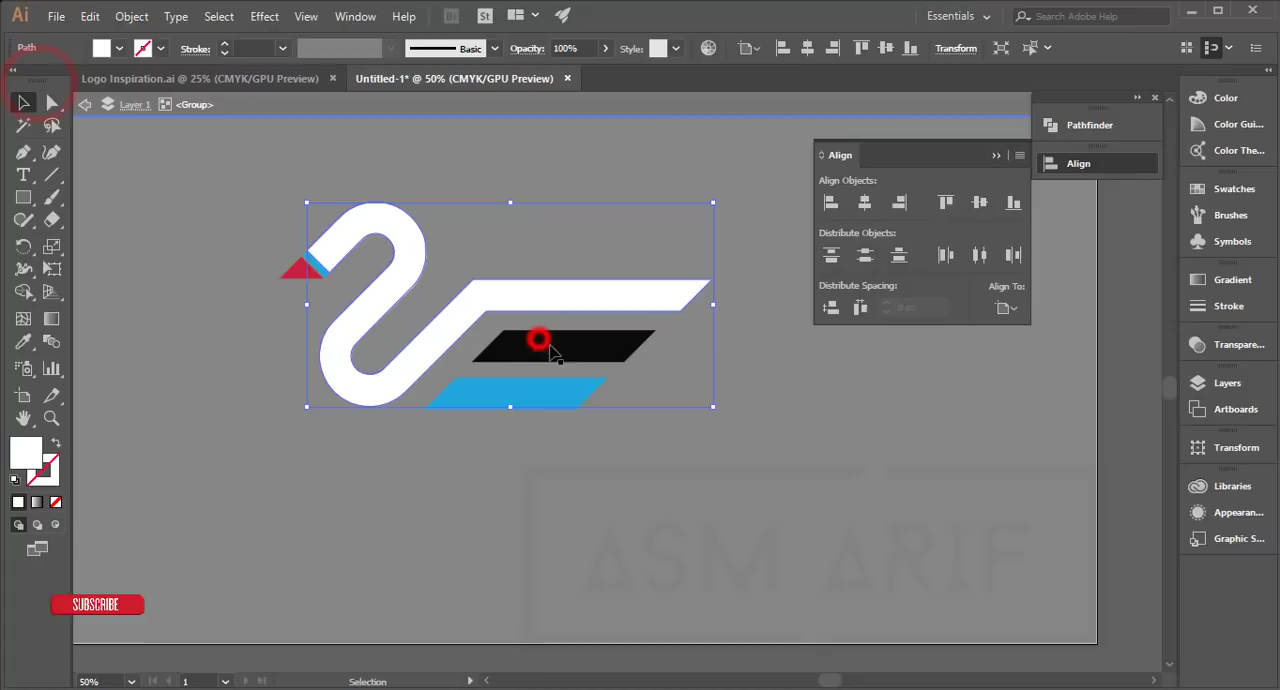 Ai File Edit Object Type Select Effect View Window Help Br St Essentials Search Adobe Help
Path Stroke: Basic Opacity: 100% Style: Transform
Logo Inspiration.ai @ 25% (CMYK/GPU Preview) × Untitled-1* @ 50% (CMYK/GPU Preview) ×
Layer 1 <Group>
Pathfinder
Align
Align
Align Objects:
Distribute Objects:
Distribute Spacing: Align To:
0 px
Color
Color Gui...
Color The...
Swatches
Brushes
Symbols
Gradient
Stroke
Transpare...
Layers
Artboards
Transform
Libraries
Appearan...
Graphic S...
ASM ARIF
SUBSCRIBE
50% 1 Selection